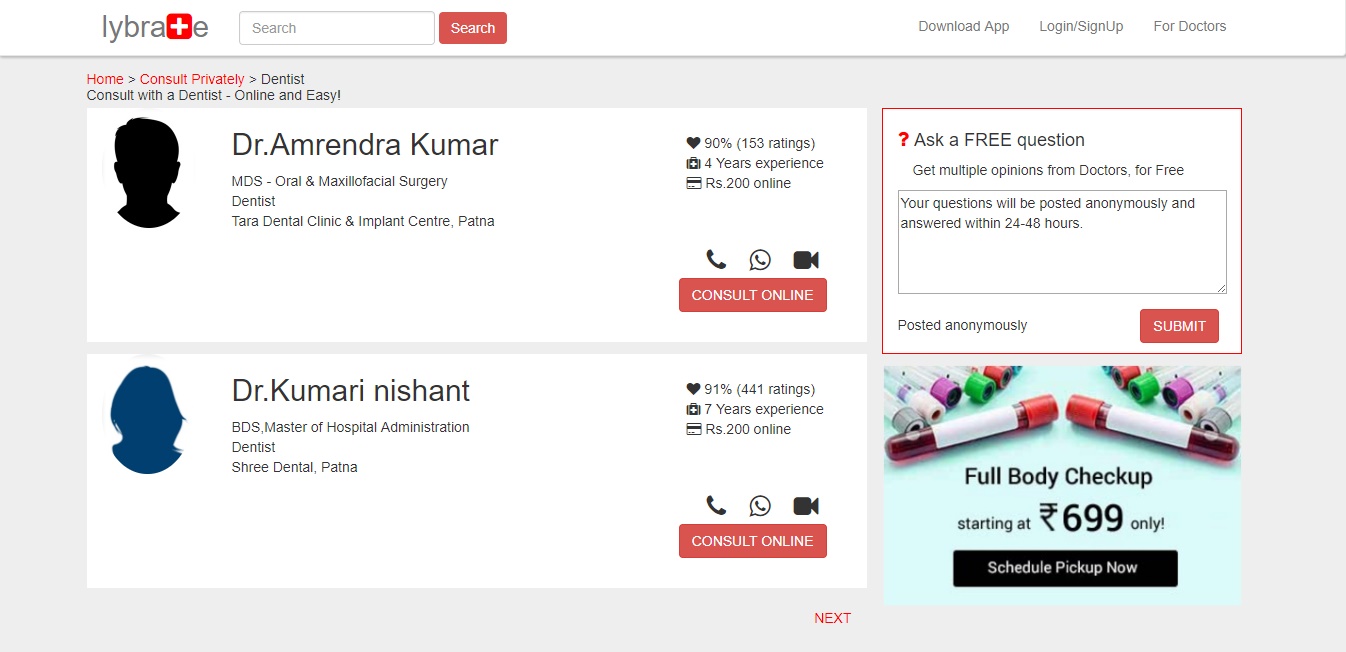 lybrate
Search
Search
Download App
Login/SignUp
For Doctors
Home > Consult Privately > Dentist
Consult with a Dentist - Online and Easy!
Dr.Amrendra Kumar
MDS - Oral & Maxillofacial Surgery
Dentist
Tara Dental Clinic & Implant Centre, Patna
90% (153 ratings)
4 Years experience
Rs.200 online
CONSULT ONLINE
Dr.Kumari nishant
BDS,Master of Hospital Administration
Dentist
Shree Dental, Patna
91% (441 ratings)
7 Years experience
Rs.200 online
CONSULT ONLINE
NEXT
? Ask a FREE question
Get multiple opinions from Doctors, for Free
Your questions will be posted anonymously and
answered within 24-48 hours.
Posted anonymously
SUBMIT
Full Body Checkup
starting at ₹699 only!
Schedule Pickup Now